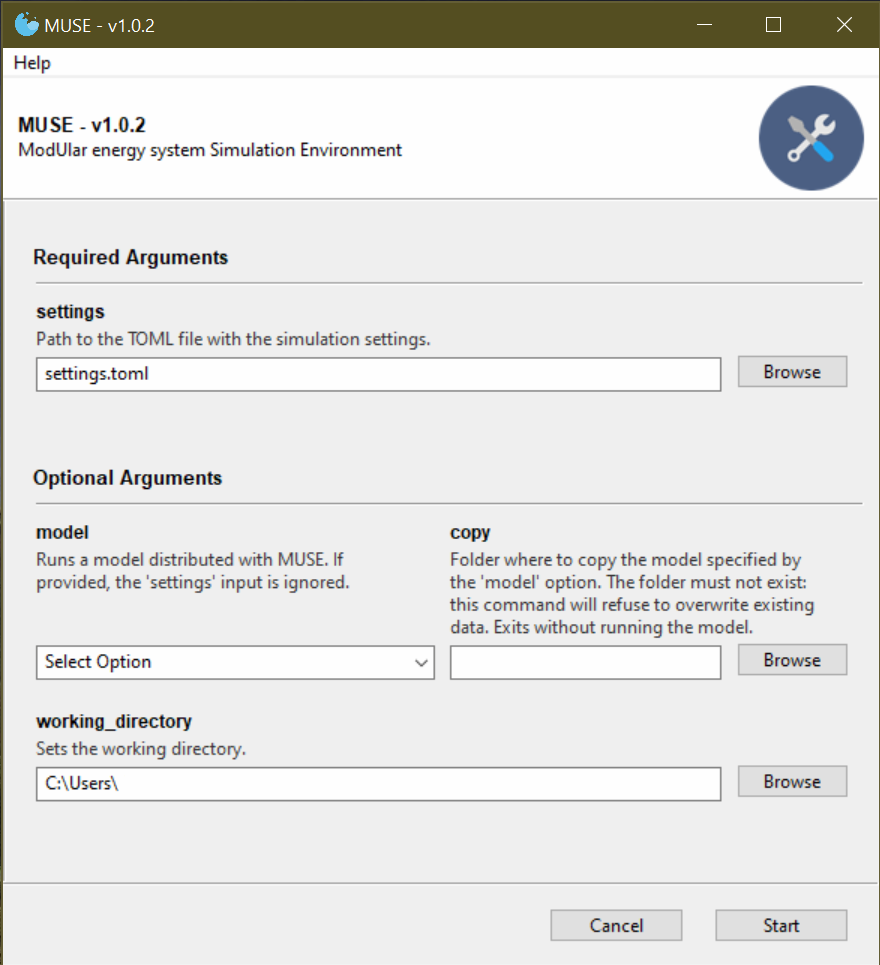 MUSE - v1.0.2
Help
MUSE - v1.0.2
ModUlar energy system Simulation Environment
Required Arguments
settings
Path to the TOML file with the simulation settings.
settings.toml
Browse
Optional Arguments
model
Runs a model distributed with MUSE. If
provided, the 'settings' input is ignored.
Select Option
copy
Folder where to copy the model specified by
the 'model' option. The folder must not exist:
this command will refuse to overwrite existing
data. Exits without running the model.
Browse
working_directory
Sets the working directory.
C:\Users\
Browse
Cancel
Start